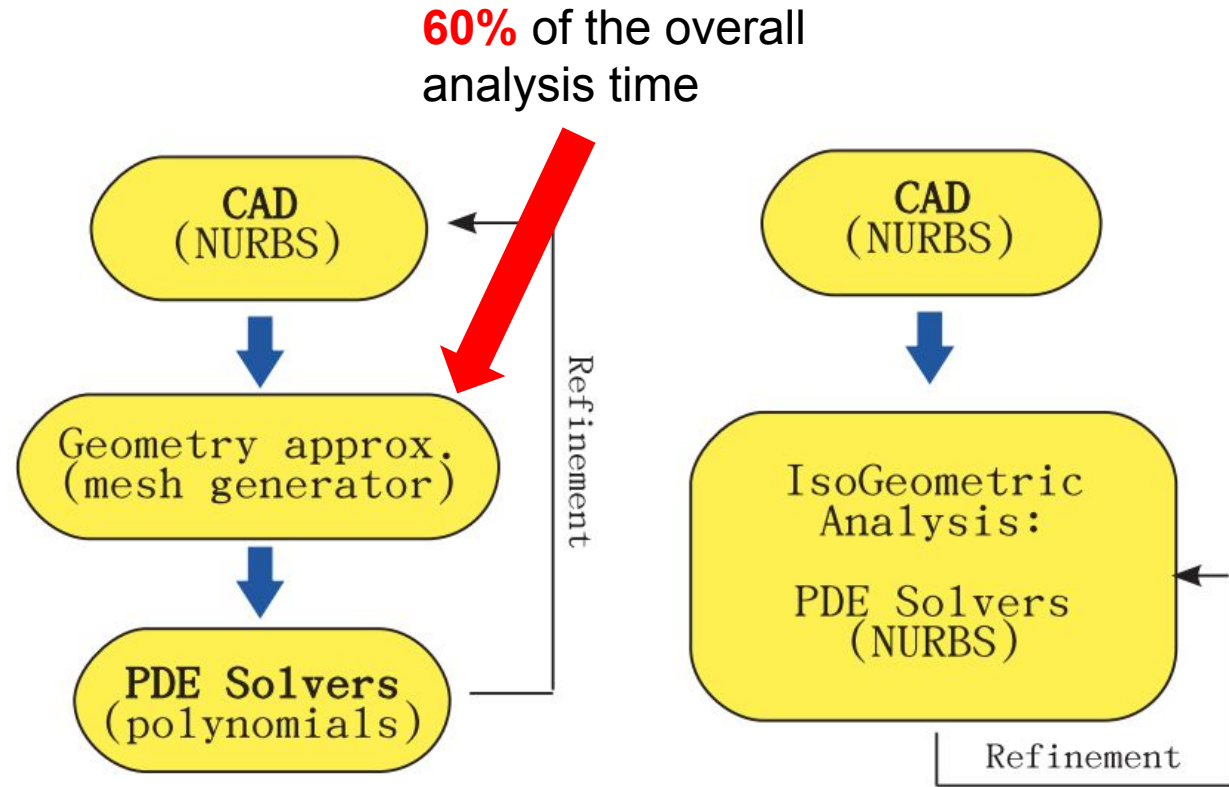 60% of the overall
analysis time
CAD
(NURBS)
Geometry approx.
(mesh generator)
PDE Solvers
(polynomials)
Refinement
CAD
(NURBS)
IsoGeometric
Analysis:
PDE Solvers
(NURBS)
Refinement